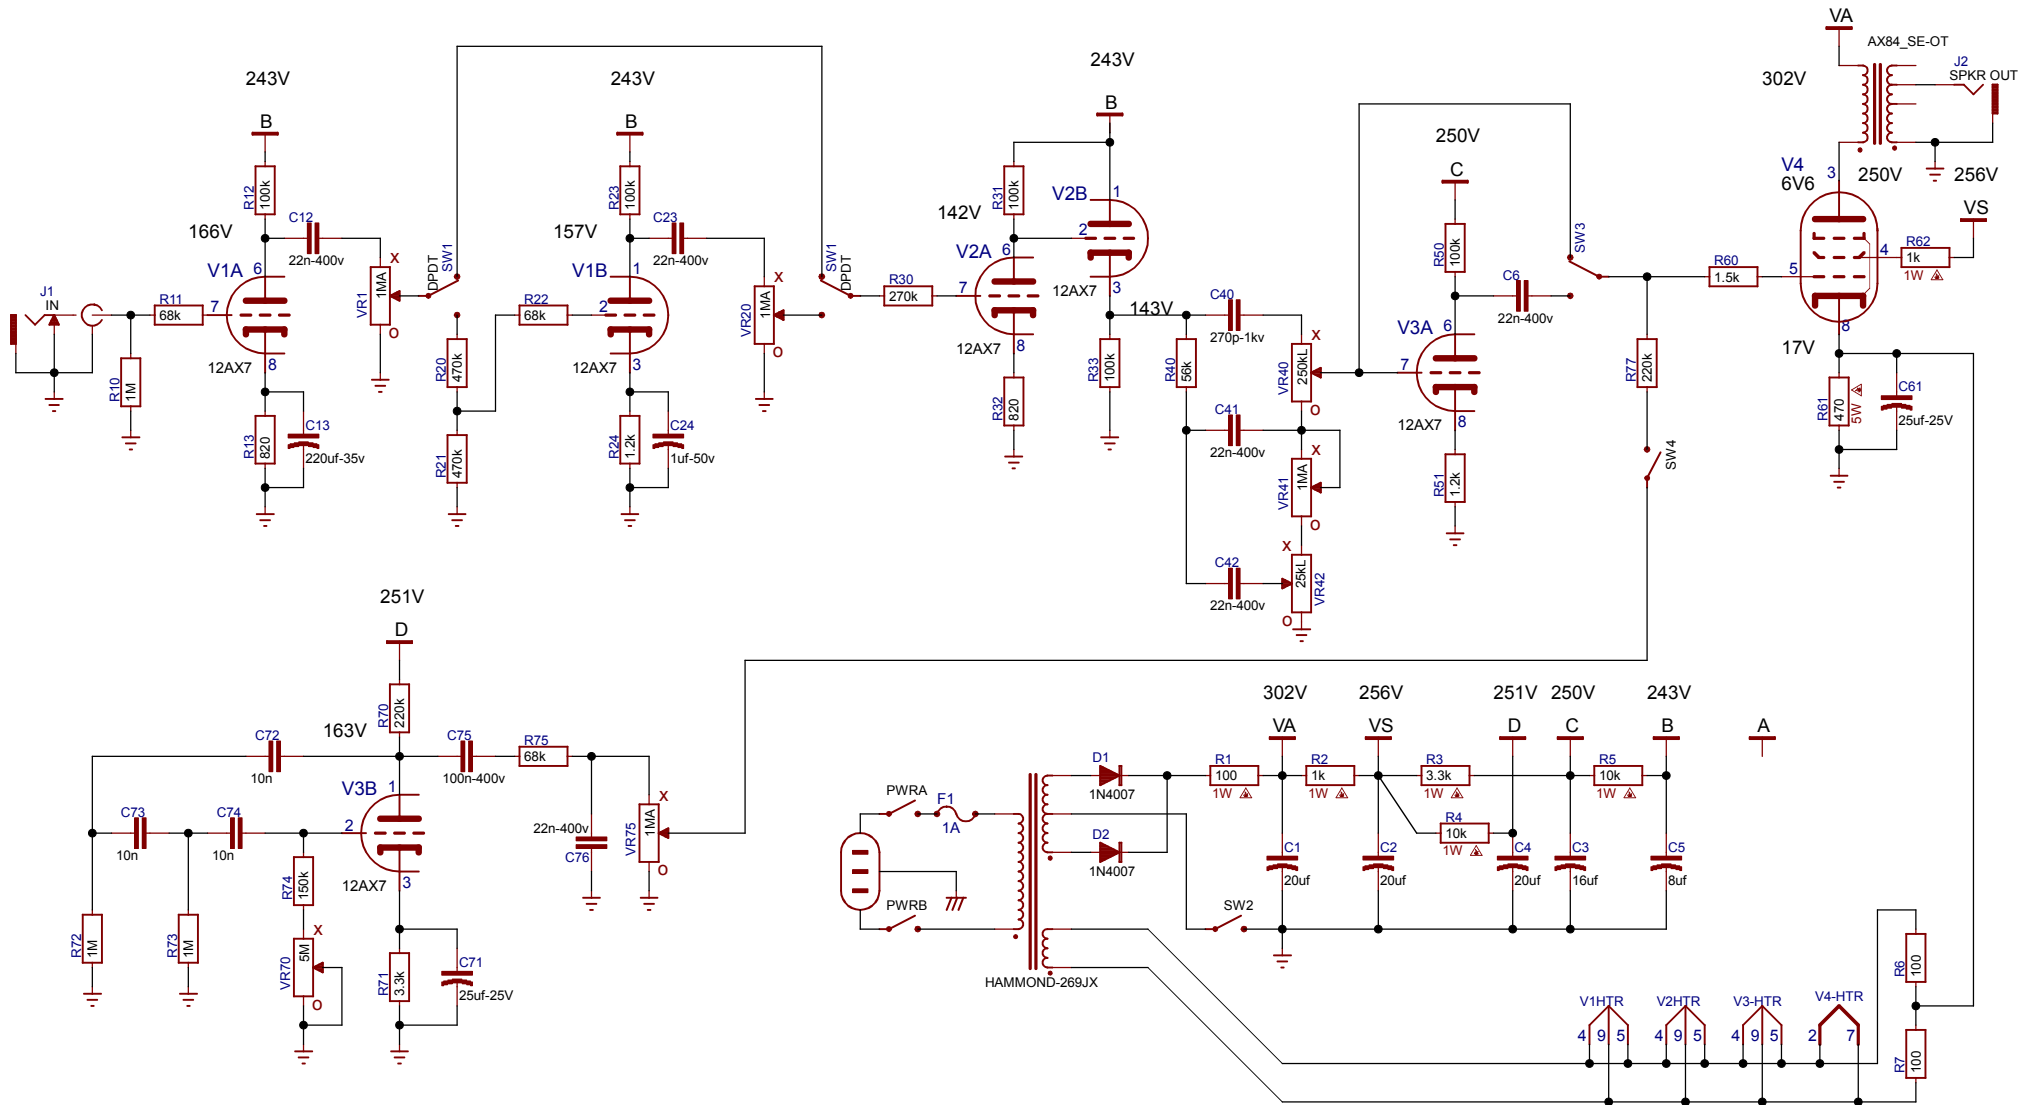 VA
AX84_SE-OT
J2
SPKR OUT
302V
243V
B
R12
100k
C12
22n-400v
166V
V1A
6
7
8
12AX7
J1
IN
R11
68k
R10
1M
R13
820
C13
220uf-35v
X
VR1
1MA
O
SW1
DPDT
R20
470k
R21
470k
243V
B
R23
100k
C23
22n-400v
157V
V1B
1
2
3
12AX7
R22
68k
R24
1.2k
C24
1uf-50v
X
VR20
1MA
O
SW1
DPDT
R30
270k
243V
B
R31
100k
142V
V2A
6
7
8
12AX7
R32
820
V2B
1
2
3
12AX7
143V
R33
100k
R40
56k
C40
270p-1kv
C41
22n-400v
C42
22n-400v
X
VR40
250kL
O
X
VR41
1MA
O
X
VR42
25kL
O
250V
C
R50
100k
C6
22n-400v
V3A
6
7
8
12AX7
R51
1.2k
SW3
R77
220k
SW4
R60
1.5k
V4
6V6
3
4
5
8
250V
256V
VS
R62
1k
1W
17V
R61
470
5W
C61
25uf-25V
251V
D
R70
220k
163V
C72
10n
C73
10n
C74
10n
V3B
1
2
3
12AX7
C75
100n-400v
R75
68k
22n-400v
C76
X
VR75
1MA
O
R72
1M
R73
1M
R74
150k
X
VR70
5M
O
R71
3.3k
C71
25uf-25V
PWRA
F1
1A
PWRB
HAMMOND-269JX
D1
1N4007
D2
1N4007
SW2
302V
VA
256V
VS
251V
D
250V
C
243V
B
A
R1
100
1W
R2
1k
1W
R3
3.3k
1W
R4
10k
1W
R5
10k
1W
C1
20uf
C2
20uf
C4
20uf
C3
16uf
C5
8uf
V1HTR
4 9 5
V2HTR
4 9 5
V3-HTR
4 9 5
V4-HTR
2 7
R6
100
R7
100